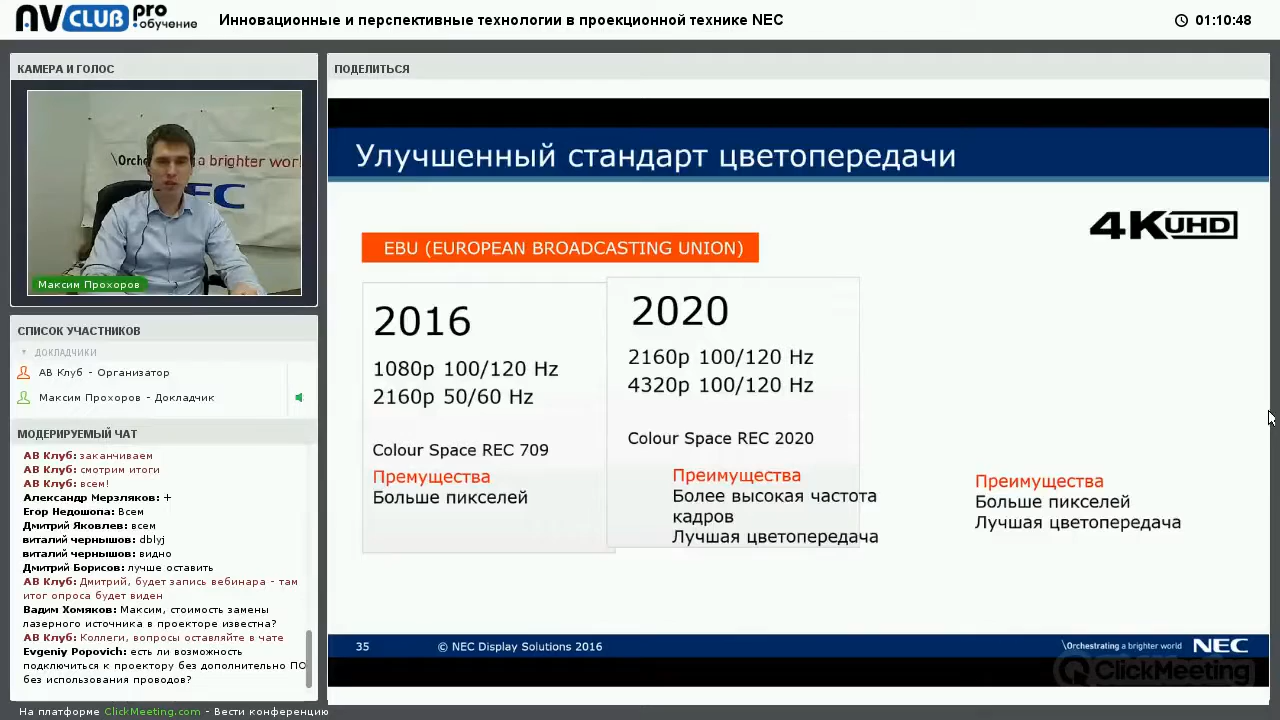 AV CLUB pro
.обучение
Инновационные и перспективные технологии в проекционной технике NEC
01:10:48
КАМЕРА И ГОЛОС
\Orchestrating a brighter world
NEC
Максим Прохоров
СПИСОК УЧАСТНИКОВ
ДОКЛАДЧИКИ
АВ Клуб - Организатор
Максим Прохоров - Докладчик
МОДЕРИРУЕМЫЙ ЧАТ
АВ Клуб: заканчиваем
АВ Клуб: смотрим итоги
АВ Клуб: всем!
Александр Мерзляков: +
Егор Недошопа: Всем
Дмитрий Яковлев: всем
виталий чернышов: dblyj
виталий чернышов: видно
Дмитрий Борисов: лучше оставить
АВ Клуб: Дмитрий, будет запись вебинара - там
итог опроса будет виден
Вадим Хомяков: Максим, стоимость замены
лазерного источника в проекторе известна?
АВ Клуб: Коллеги, вопросы оставляйте в чате
Evgeniy Popovich: есть ли возможность
подключиться к проектору без дополнительно ПО
без использования проводов?
На платформе ClickMeeting.com - Вести конференцию
ПОДЕЛИТЬСЯ
Улучшенный стандарт цветопередачи
4K UHD
EBU (EUROPEAN BROADCASTING UNION)
2016
1080p 100/120 Hz
2160p 50/60 Hz
Colour Space REC 709
Премущества
Больше пикселей
2020
2160p 100/120 Hz
4320p 100/120 Hz
Colour Space REC 2020
Преимущества
Более высокая частота
кадров
Лучшая цветопередача
Преимущества
Больше пикселей
Лучшая цветопередача
35
© NEC Display Solutions 2016
\Orchestrating a brighter world
NEC
ClickMeeting